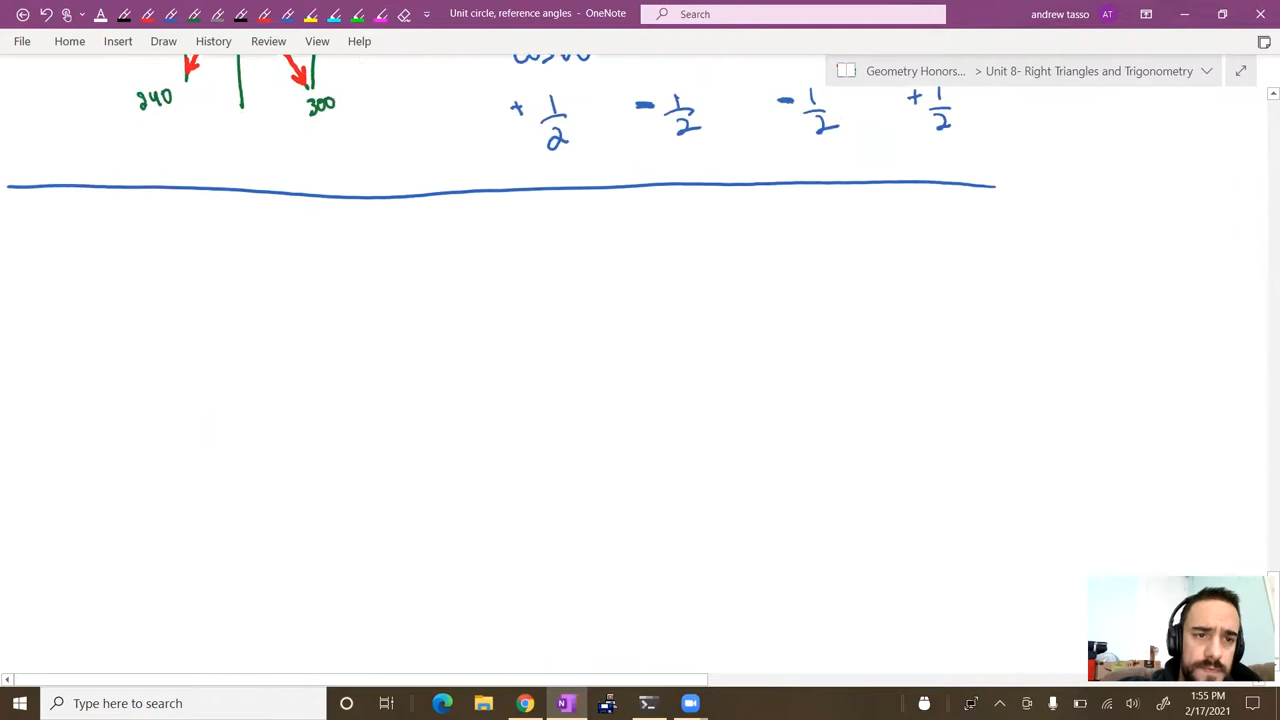 Unit circle, reference angles - OneNote
Search
andrew tasso
AT
File Home Insert Draw History Review View Help
Geometry Honors... > Unit 8- Right Triangles and Trigonometry
240
300
+ 1/2 - 1/2 - 1/2 + 1/2
Type here to search
1:55 PM
2/17/2021